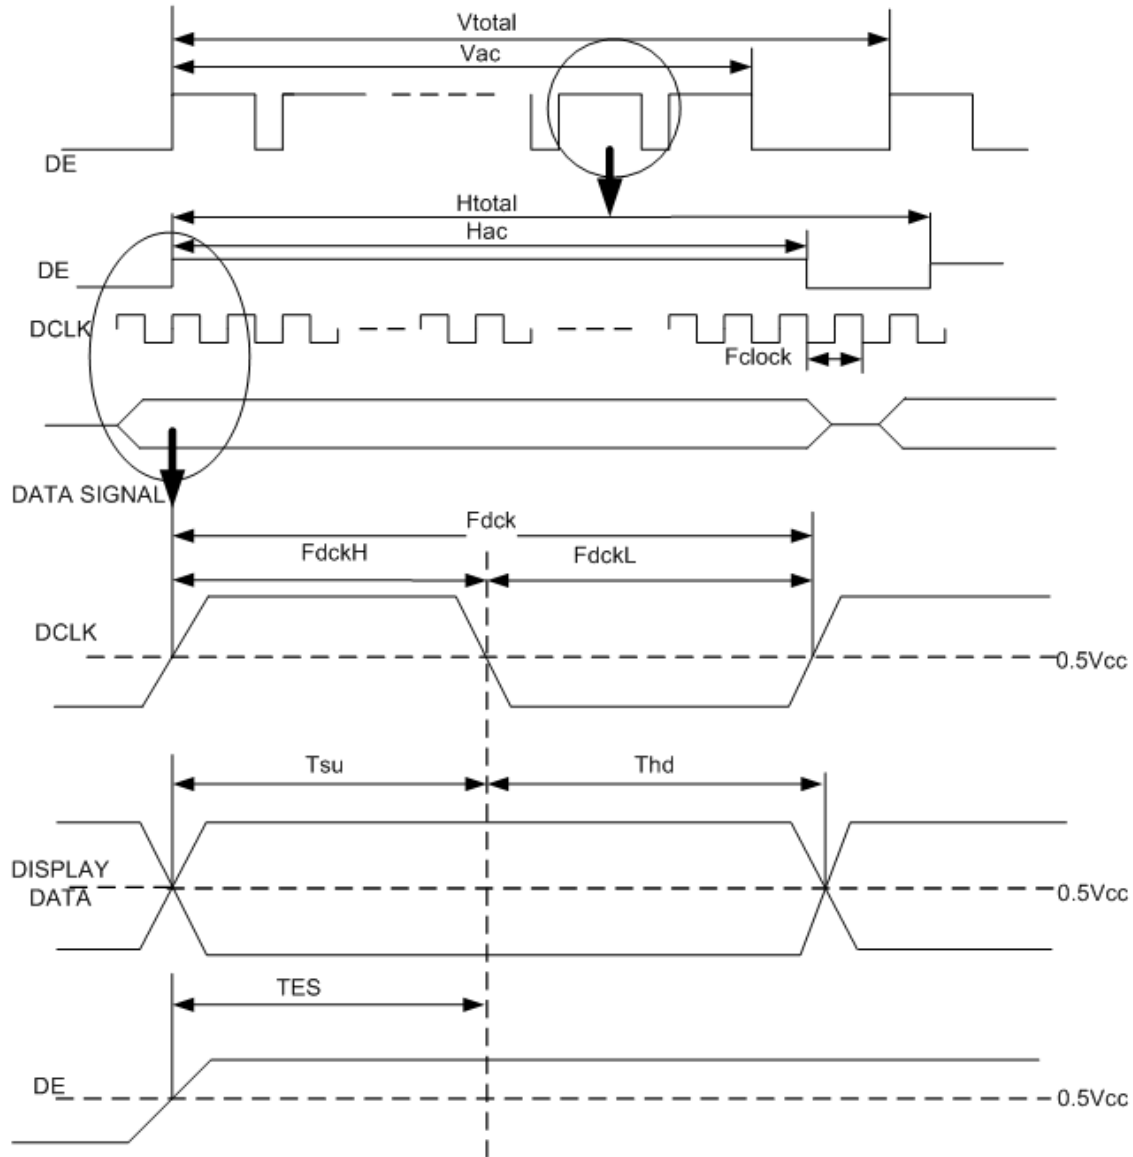 Vtotal
Vac
DE
Htotal
Hac
DE
DCLK
Fclock
DATA SIGNAL
Fdck
FdckH
FdckL
DCLK
0.5Vcc
Tsu
Thd
DISPLAY
DATA
0.5Vcc
TES
DE
0.5Vcc